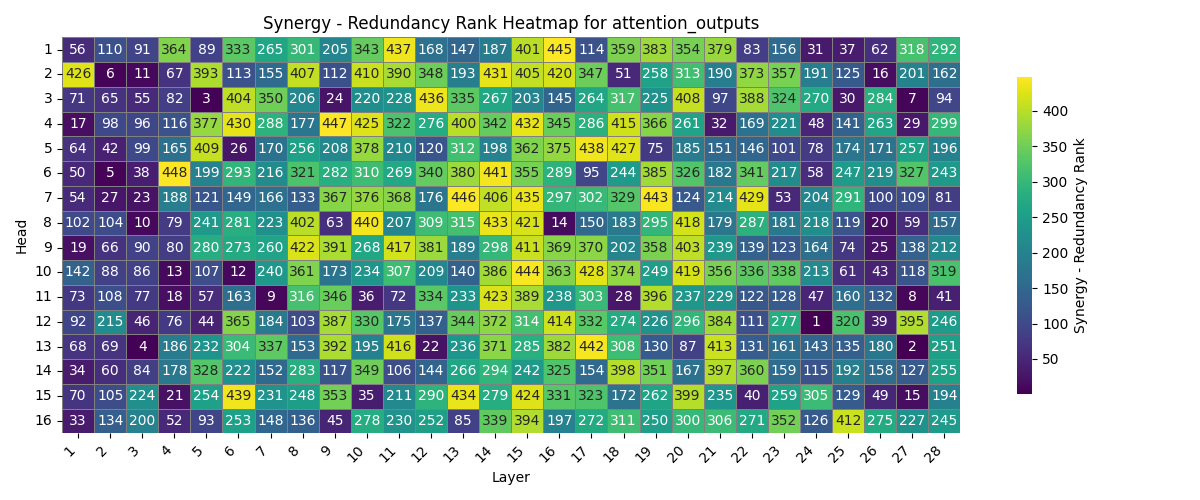 Synergy - Redundancy Rank Heatmap for attention_outputs
1 56 110 91 364 89 333 265 301 205 343 437 168 147 187 401 445 114 359 383 354 379 83 156 31 37 62 318 292
2 426 6 11 67 393 113 155 407 112 410 390 348 193 431 405 420 347 51 258 313 190 373 357 191 125 16 201 162
3 71 65 55 82 3 404 350 206 24 220 228 436 335 267 203 145 264 317 225 408 97 388 324 270 30 284 7 94
4 17 98 96 116 377 430 288 177 447 425 322 276 400 342 432 345 286 415 366 261 32 169 221 48 141 263 29 299
5 64 42 99 165 409 26 170 256 208 378 210 120 312 198 362 375 438 427 75 185 151 146 101 78 174 171 257 196
6 50 5 38 448 199 293 216 321 282 310 269 340 380 441 355 289 95 244 385 326 182 341 217 58 247 219 327 243
7 54 27 23 188 121 149 166 133 367 376 368 176 446 406 435 297 302 329 443 124 214 429 53 204 291 100 109 81
8 102 104 10 79 241 281 223 402 63 440 207 309 315 433 421 14 150 183 295 418 179 287 181 218 119 20 59 157
9 19 66 90 80 280 273 260 422 391 268 417 381 189 298 411 369 370 202 358 403 239 139 123 164 74 25 138 212
10 142 88 86 13 107 12 240 361 173 234 307 209 140 386 444 363 428 374 249 419 356 336 338 213 61 43 118 319
11 73 108 77 18 57 163 9 316 346 36 72 334 233 423 389 238 303 28 396 237 229 122 128 47 160 132 8 41
12 92 215 46 76 44 365 184 103 387 330 175 137 344 372 314 414 332 274 226 296 384 111 277 1 320 39 395 246
13 68 69 4 186 232 304 337 153 392 195 416 22 236 371 285 382 442 308 130 87 413 131 161 143 135 180 2 251
14 34 60 84 178 328 222 152 283 117 349 106 144 266 294 242 325 154 398 351 167 397 360 159 115 192 158 127 255
15 70 105 224 21 254 439 231 248 353 35 211 290 434 279 424 331 323 172 262 399 235 40 259 305 129 49 15 194
16 33 134 200 52 93 253 148 136 45 278 230 252 85 339 394 197 272 311 250 300 306 271 352 126 412 275 227 245
1 2 3 4 5 6 7 8 9 10 11 12 13 14 15 16 17 18 19 20 21 22 23 24 25 26 27 28
Layer
Head
400
350
300
250
200
150
100
50
Synergy - Redundancy Rank